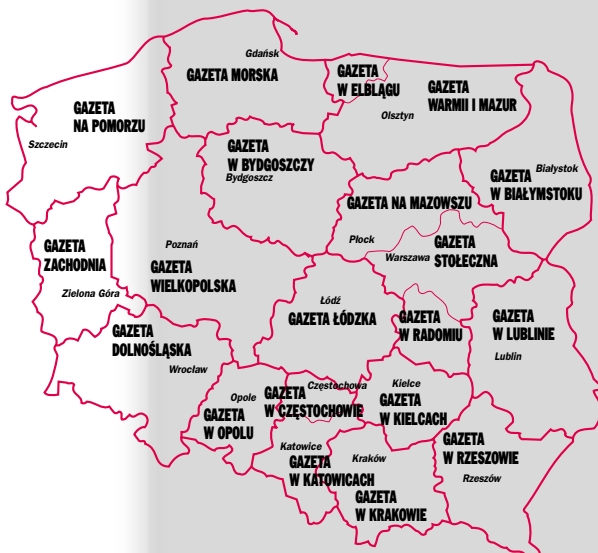 Gdańsk
GAZETA MORSKA
GAZETA
W ELBLĄGU
GAZETA
WARMII I MAZUR
Olsztyn
GAZETA
NA POMORZU
Szczecin
GAZETA
W BYDGOSZCZY
Bydgoszcz
Białystok
GAZETA
W BIAŁYMSTOKU
GAZETA NA MAZOWSZU
Płock
Warszawa
GAZETA
STOŁECZNA
GAZETA
ZACHODNIA
Zielona Góra
Poznań
GAZETA
WIELKOPOLSKA
Łódź
GAZETA ŁÓDZKA
GAZETA
W RADOMIU
GAZETA
W LUBLINIE
Lublin
GAZETA
DOLNOŚLĄSKA
Wrocław
Opole
GAZETA
W OPOLU
Częstochowa
GAZETA
W CZĘSTOCHOWIE
Kielce
GAZETA
W KIELCACH
Katowice
GAZETA
W KATOWICACH
Kraków
GAZETA
W KRAKOWIE
GAZETA
W RZESZOWIE
Rzeszów